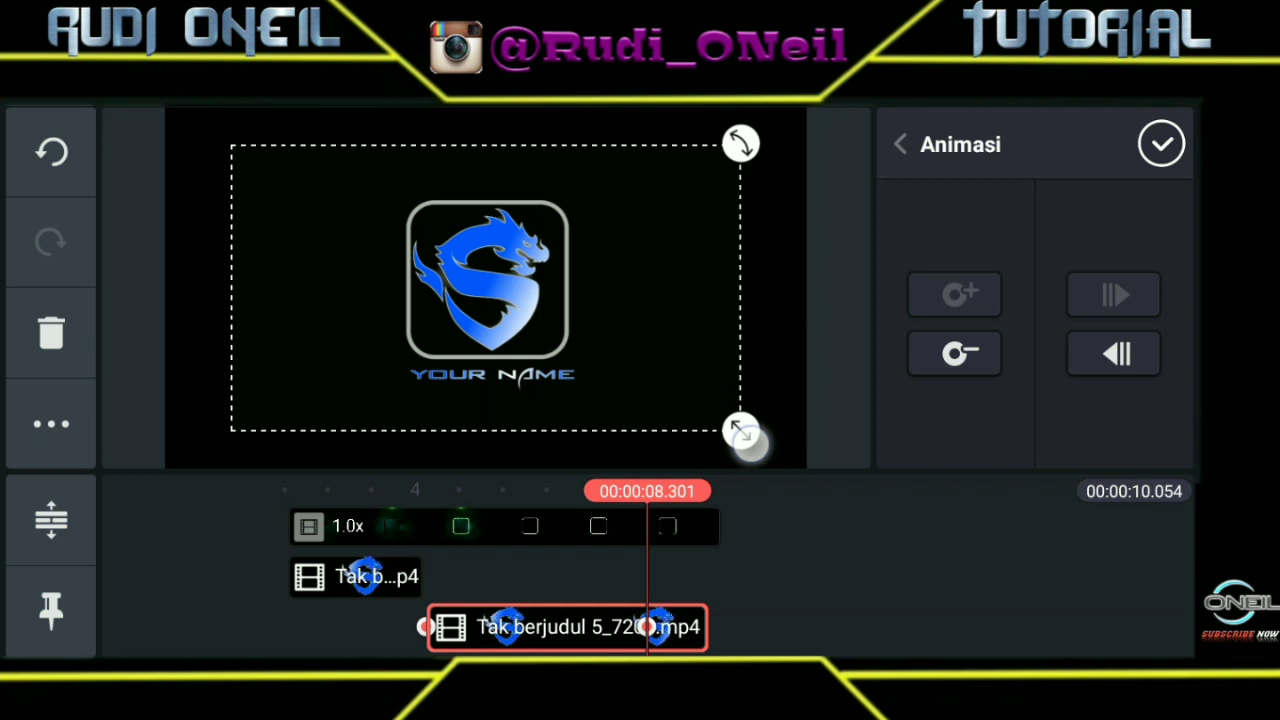 RUDI ONEIL
@Rudi_ONeil
TUTORIAL
Animasi
YOUR NAME
4
00:00:08.301
00:00:10.054
1.0x
Tak b...p4
Tak berjudul 5_720.mp4
ONEIL
SUBSCRIBE NOW